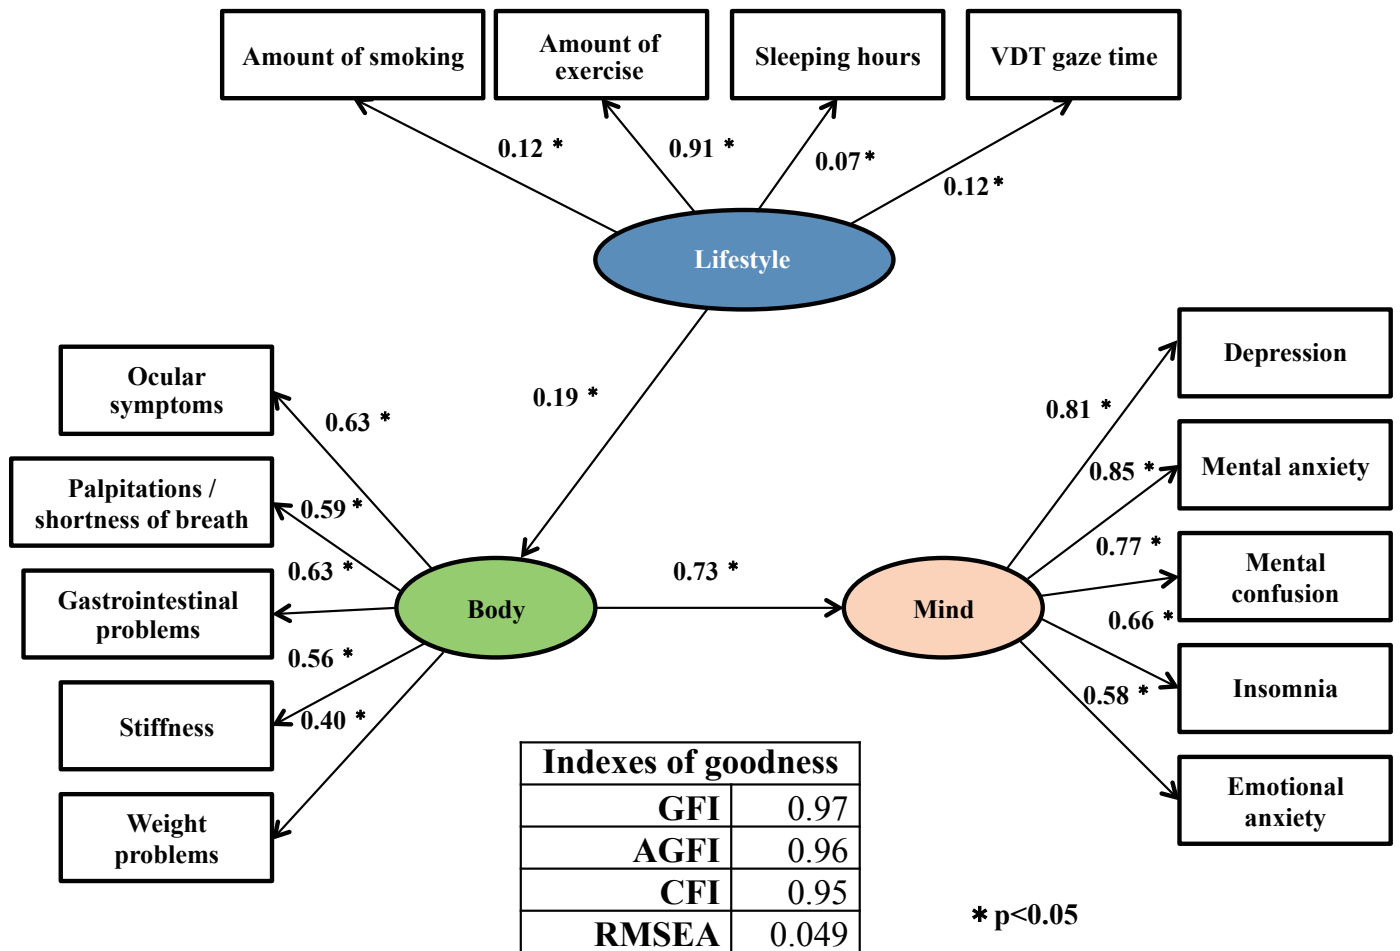 Amount of smoking
Amount of
exercise
Sleeping hours
VDT gaze time
0.12 *
0.91 *
0.07 *
0.12 *
Lifestyle
0.19 *
Ocular
symptoms
Palpitations /
shortness of breath
Gastrointestinal
problems
Stiffness
Weight
problems
0.63 *
0.59 *
0.63 *
0.56 *
0.40 *
Body
0.73 *
Mind
0.81 *
0.85 *
0.77 *
0.66 *
0.58 *
Depression
Mental anxiety
Mental
confusion
Insomnia
Emotional
anxiety
Indexes of goodness
GFI 0.97
AGFI 0.96
CFI 0.95
RMSEA 0.049
* p<0.05